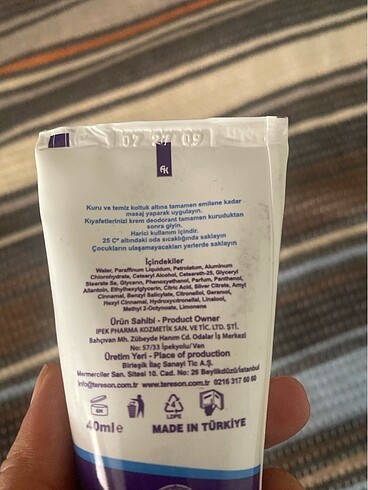 07 27 09
Kuru ve temiz koltuk altına tamamen emilene kadar
masaj yaparak uygulayın.
Kıyafetlerinizi krem deodorant tamamen kuruduktan
sonra giyin.
Harici kullanım içindir.
25 C° altındaki oda sıcaklığında saklayın
Çocukların ulaşamayacakları yerlerde saklayın
İçindekiler
Water, Paraffinum Liquidum, Petrolatum, Aluminum
Chlorohydrate, Cetearyl Alcohol, Ceteareth-25, Glyceryl
Stearate Se, Glycerin, Phenoxyethanol, Parfum, Panthenol,
Allantoin, Ethylhexylglycerin, Citric Acid, Silver Citrate, Amyl
Cinnamal, Benzyl Salicylate, Citronellol, Geraniol,
Hexyl Cinnamal, Hydroxycitronellal, Linalool,
Methyl 2-Octynoate, Limonene
Ürün Sahibi - Product Owner
IPEK PHARMA KOZMETİK SAN. VE TİC. LTD. ŞTİ.
Bahçıvan Mh. Zübeyde Hanım Cd. Odalar İş Merkezi
No: 57/33 İpekyolu/ Van
Üretim Yeri - Place of production
Birleşik İlaç Sanayi Tic A.Ş.
Mermerciler San. Sitesi 10. Cad. No: 26 Beylikdüzü/İstanbul
info@tereson.com.tr www.tereson.com.tr 0216 317 60 60
LDPE
40ml e MADE IN TÜRKİYE